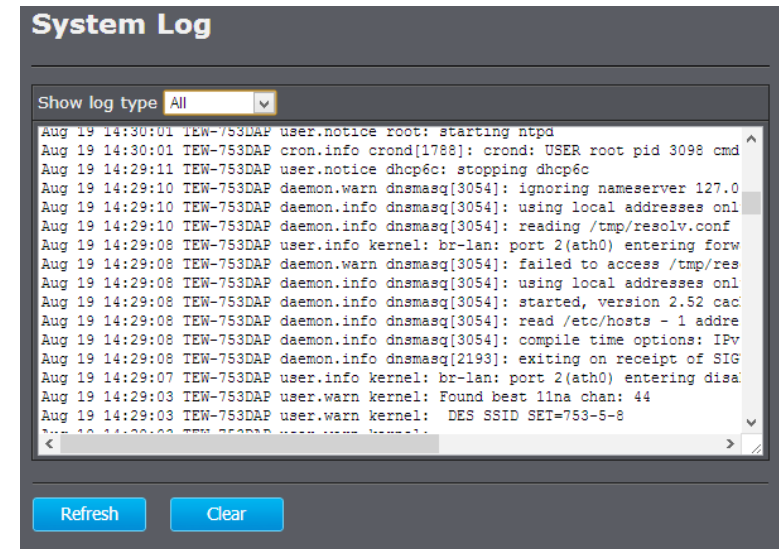 System Log
Show log type All
Aug 19 14:30:01 TEW-753DAP user.notice root: starting ntpd
Aug 19 14:30:01 TEW-753DAP cron.info crond[1788]: crond: USER root pid 3098 cmd
Aug 19 14:29:11 TEW-753DAP user.notice dhcp6c: stopping dhcp6c
Aug 19 14:29:10 TEW-753DAP daemon.warn dnsmasq[3054]: ignoring nameserver 127.0
Aug 19 14:29:10 TEW-753DAP daemon.info dnsmasq[3054]: using local addresses onl
Aug 19 14:29:10 TEW-753DAP daemon.info dnsmasq[3054]: reading /tmp/resolv.conf
Aug 19 14:29:08 TEW-753DAP user.info kernel: br-lan: port 2(ath0) entering forw
Aug 19 14:29:08 TEW-753DAP daemon.warn dnsmasq[3054]: failed to access /tmp/res
Aug 19 14:29:08 TEW-753DAP daemon.info dnsmasq[3054]: using local addresses onl
Aug 19 14:29:08 TEW-753DAP daemon.info dnsmasq[3054]: started, version 2.52 cac
Aug 19 14:29:08 TEW-753DAP daemon.info dnsmasq[3054]: read /etc/hosts - 1 addre
Aug 19 14:29:08 TEW-753DAP daemon.info dnsmasq[3054]: compile time options: IPv
Aug 19 14:29:08 TEW-753DAP daemon.info dnsmasq[2193]: exiting on receipt of SIG
Aug 19 14:29:07 TEW-753DAP user.info kernel: br-lan: port 2(ath0) entering disa
Aug 19 14:29:03 TEW-753DAP user.warn kernel: Found best 11na chan: 44
Aug 19 14:29:03 TEW-753DAP user.warn kernel: DES SSID SET=753-5-8
Refresh
Clear